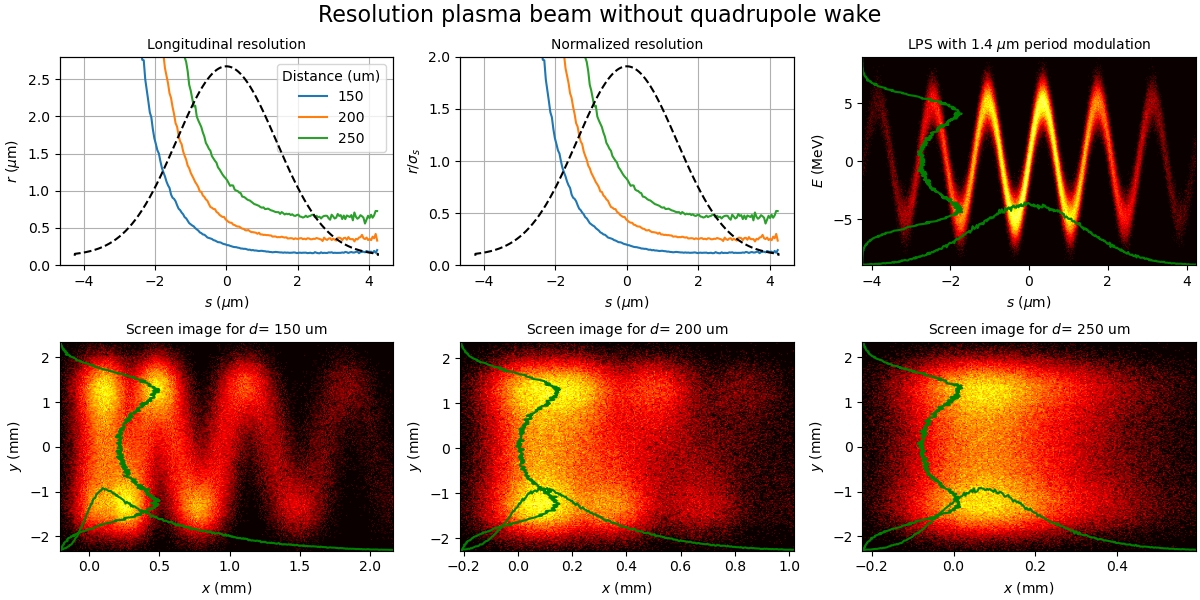 Resolution plasma beam without quadrupole wake
Longitudinal resolution
Normalized resolution
LPS with 1.4 μm period modulation
r (μm)
2.5
2.0
1.5
1.0
0.5
0.0
Distance (um)
150
200
250
−4 −2 0 2 4
s (μm)
r/σs
2.0
1.5
1.0
0.5
0.0
−4 −2 0 2 4
s (μm)
E (MeV)
5
0
−5
−4 −2 0 2 4
s (μm)
Screen image for d= 150 um
Screen image for d= 200 um
Screen image for d= 250 um
y (mm)
2
1
0
−1
−2
0.0 0.5 1.0 1.5 2.0
x (mm)
y (mm)
2
1
0
−1
−2
−0.2 0.0 0.2 0.4 0.6 0.8 1.0
x (mm)
y (mm)
2
1
0
−1
−2
−0.2 0.0 0.2 0.4
x (mm)